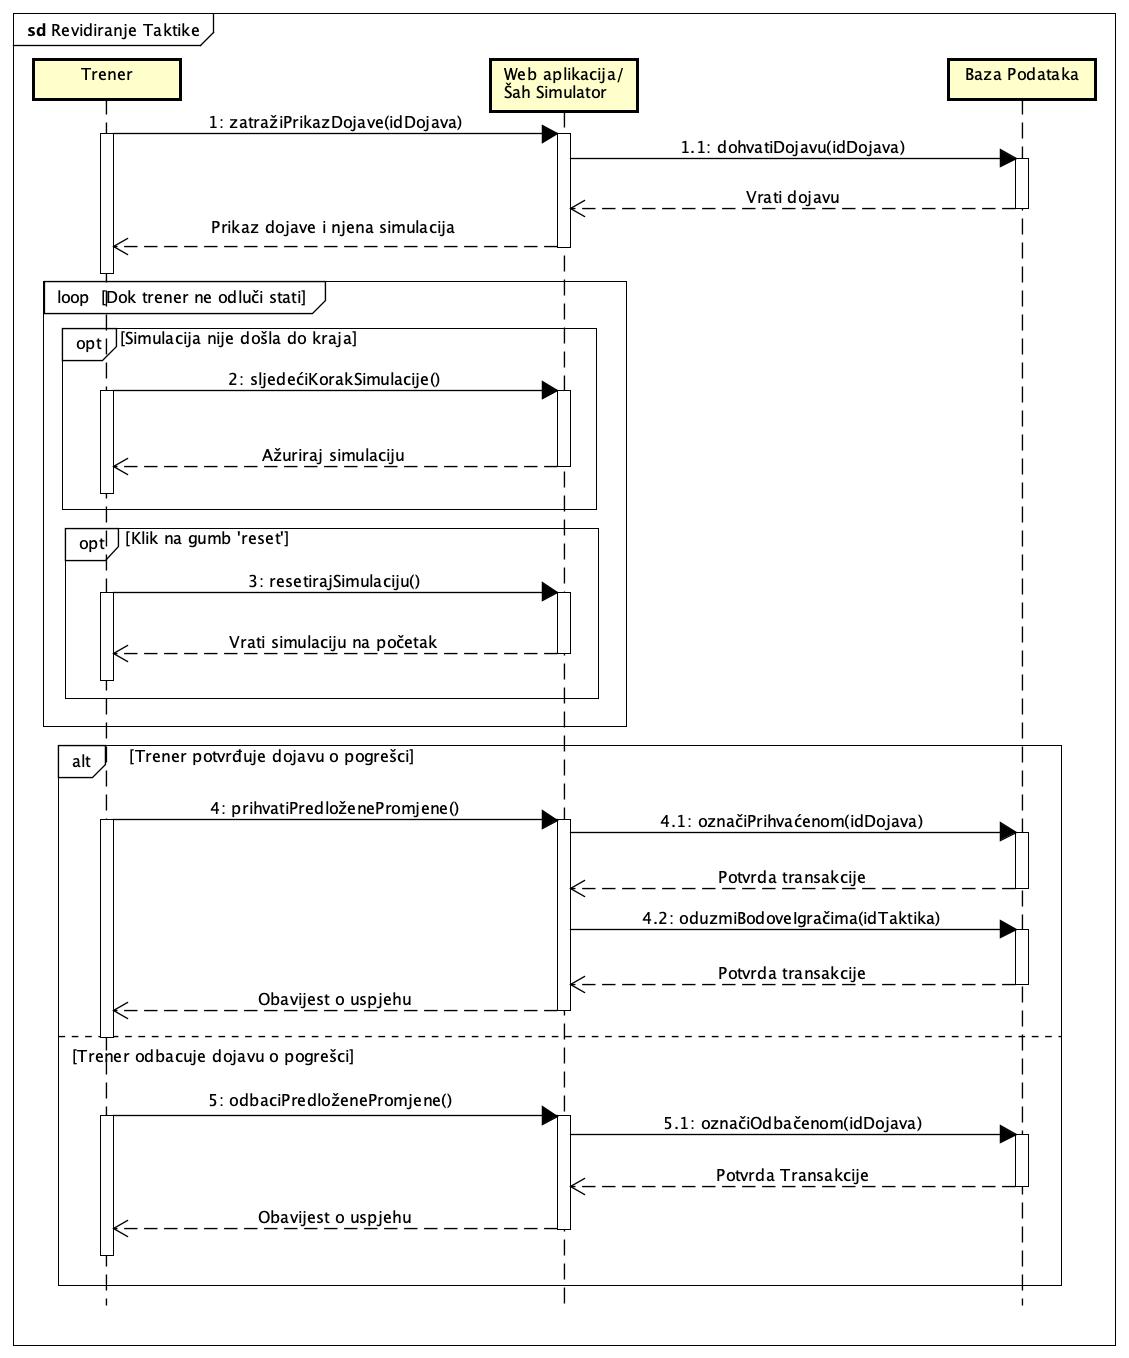 sd Revidiranje Taktike
Trener
Web aplikacija/
Šah Simulator
Baza Podataka
1: zatražiPrikazDojave(idDojava)
1.1: dohvatiDojavu(idDojava)
Vrati dojavu
Prikaz dojave i njena simulacija
loop [Dok trener ne odluči stati]
opt [Simulacija nije došla do kraja]
2: sljedećiKorakSimulacije()
Ažuriraj simulaciju
opt [Klik na gumb 'reset']
3: resetirajSimulaciju()
Vrati simulaciju na početak
alt [Trener potvrđuje dojavu o pogrešci]
4: prihvatiPredloženePromjene()
4.1: označiPrihvaćenom(idDojava)
Potvrda transakcije
4.2: oduzmiBodoveIgračima(idTaktika)
Potvrda transakcije
Obavijest o uspjehu
[Trener odbacuje dojavu o pogrešci]
5: odbaciPredloženePromjene()
5.1: označiOdbačenom(idDojava)
Potvrda Transakcije
Obavijest o uspjehu